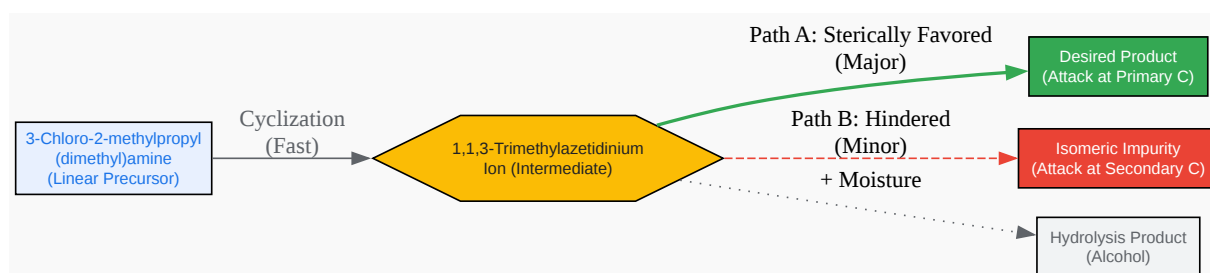 3-Chloro-2-methylpropyl
(dimethyl)amine
(Linear Precursor)
Cyclization
(Fast)
1,1,3-Trimethylazetidinium
Ion (Intermediate)
Path A: Sterically Favored
(Major)
Desired Product
(Attack at Primary C)
Path B: Hindered
(Minor)
Isomeric Impurity
(Attack at Secondary C)
+ Moisture
Hydrolysis Product
(Alcohol)